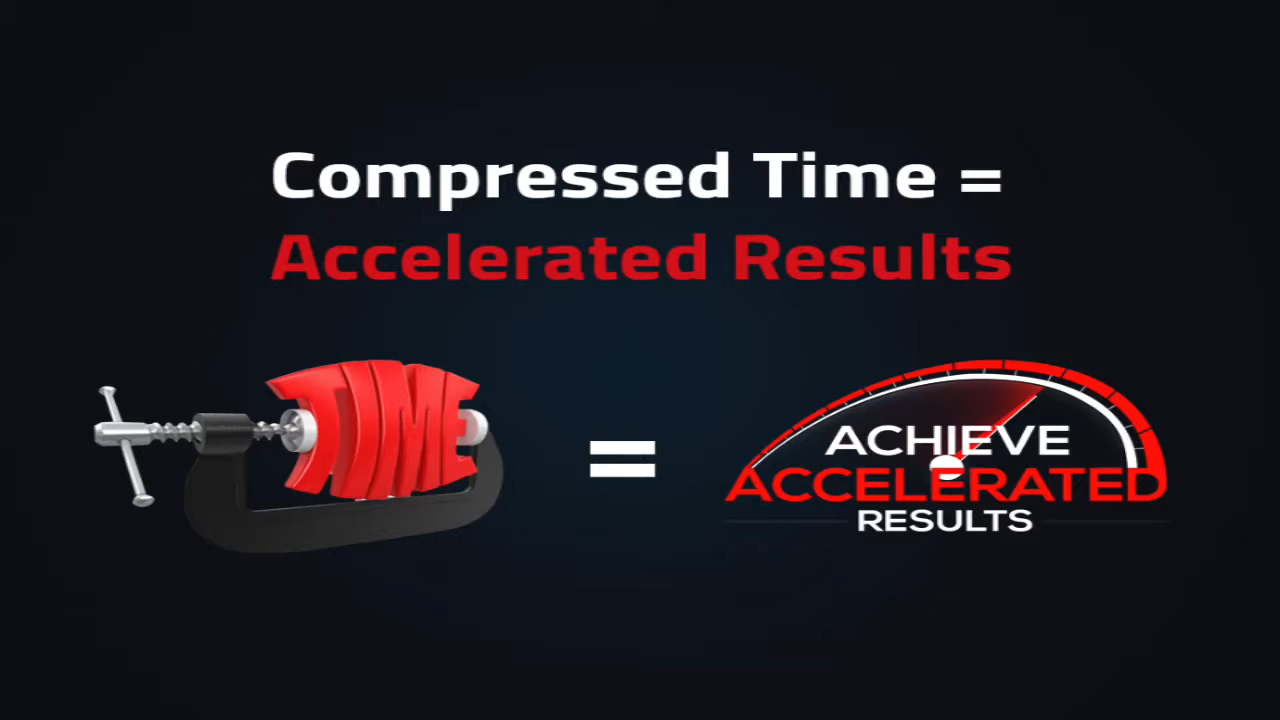 Compressed Time =
Accelerated Results
TIME
=
ACHIEVE
ACCELERATED
RESULTS